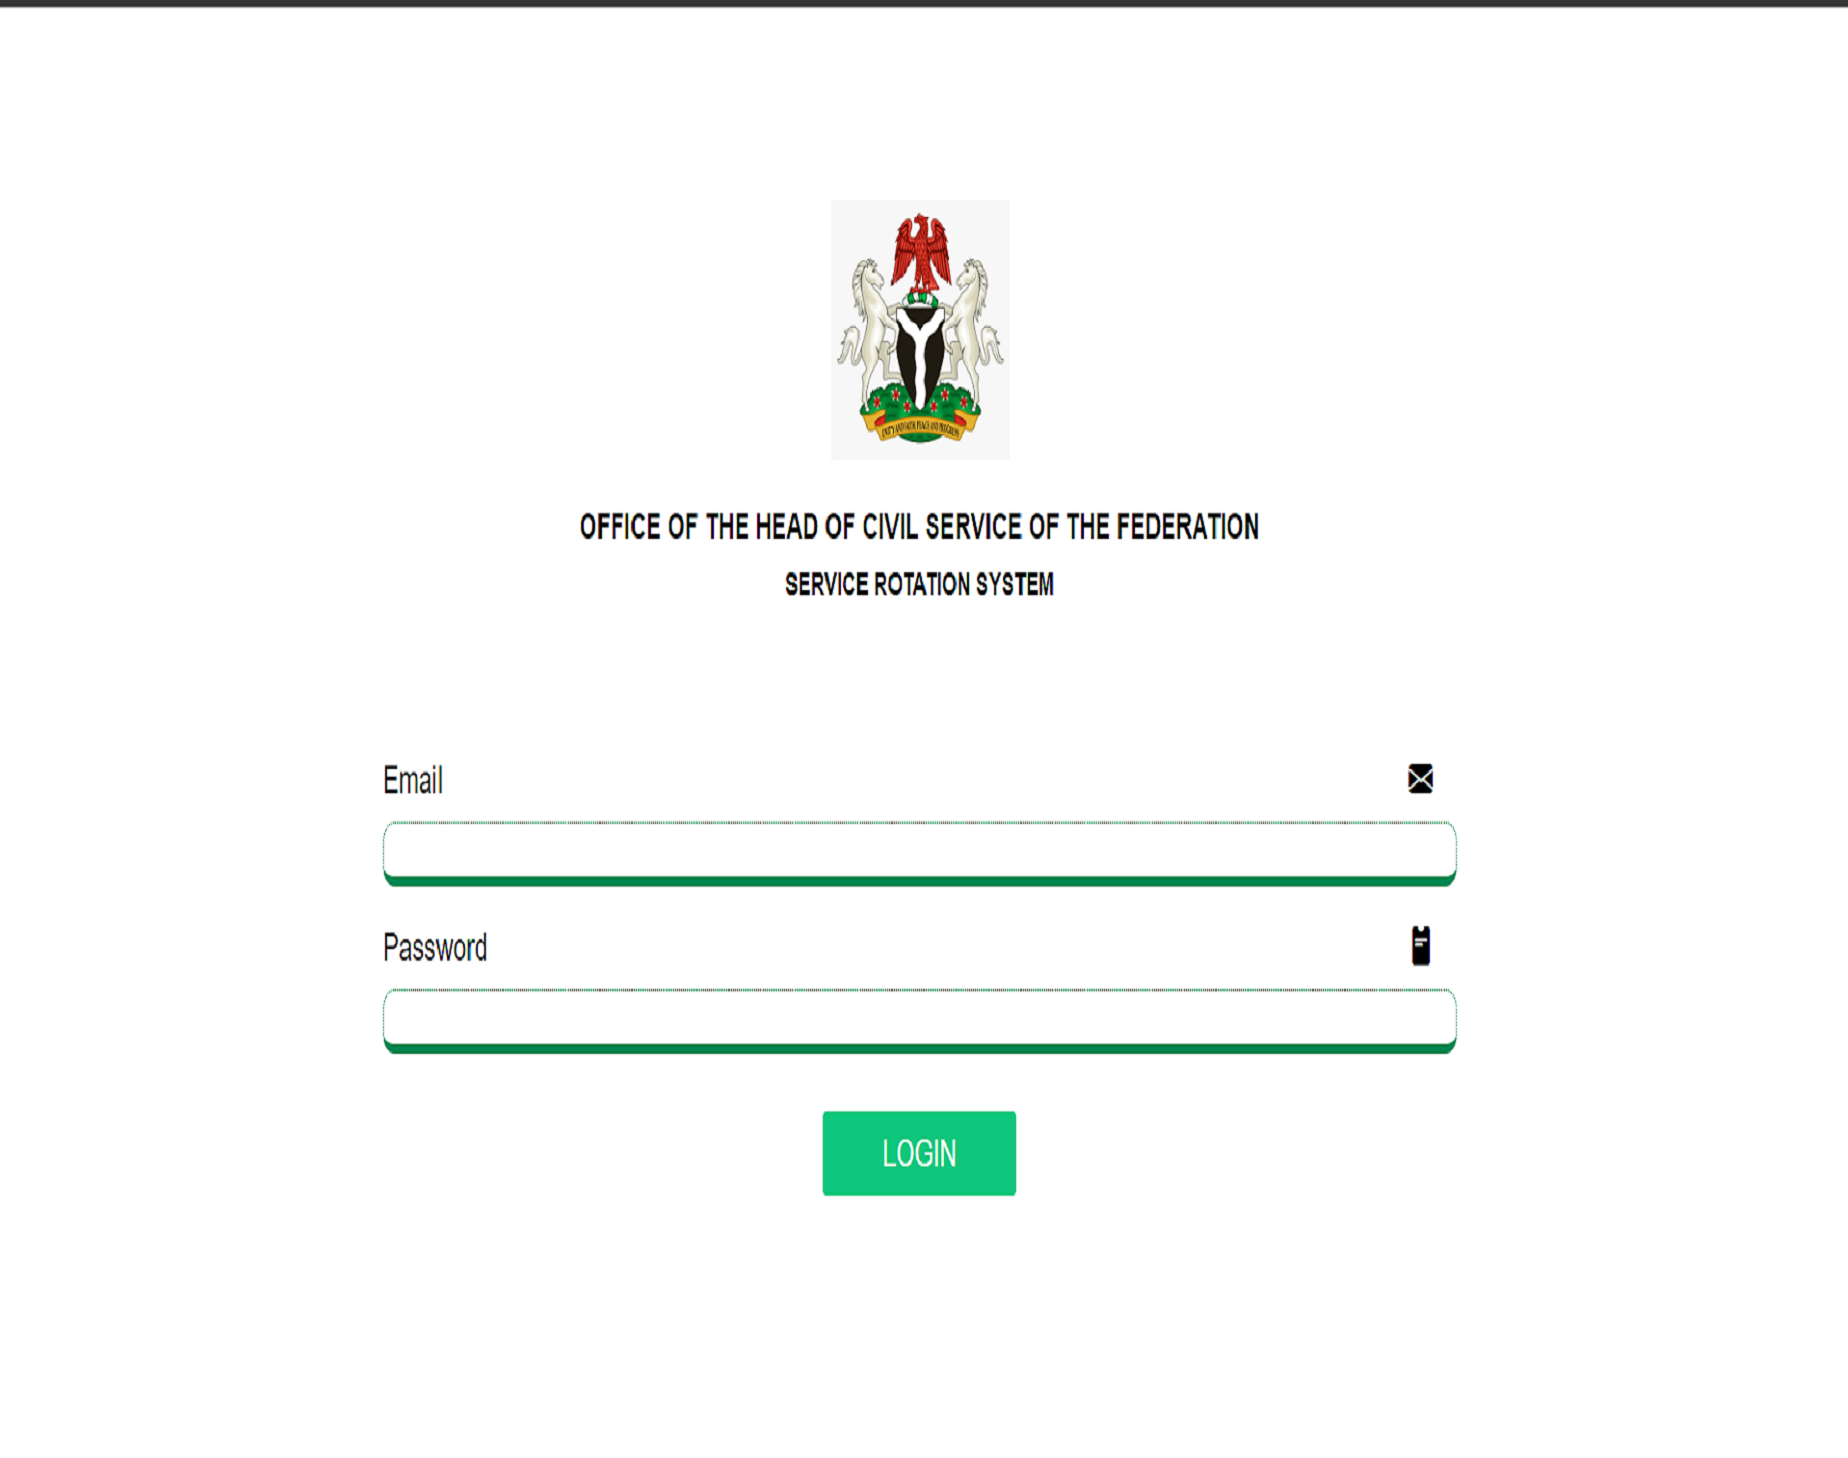 UNITY AND FAITH, PEACE AND PROGRESS
OFFICE OF THE HEAD OF CIVIL SERVICE OF THE FEDERATION
SERVICE ROTATION SYSTEM
Email
Password
LOGIN